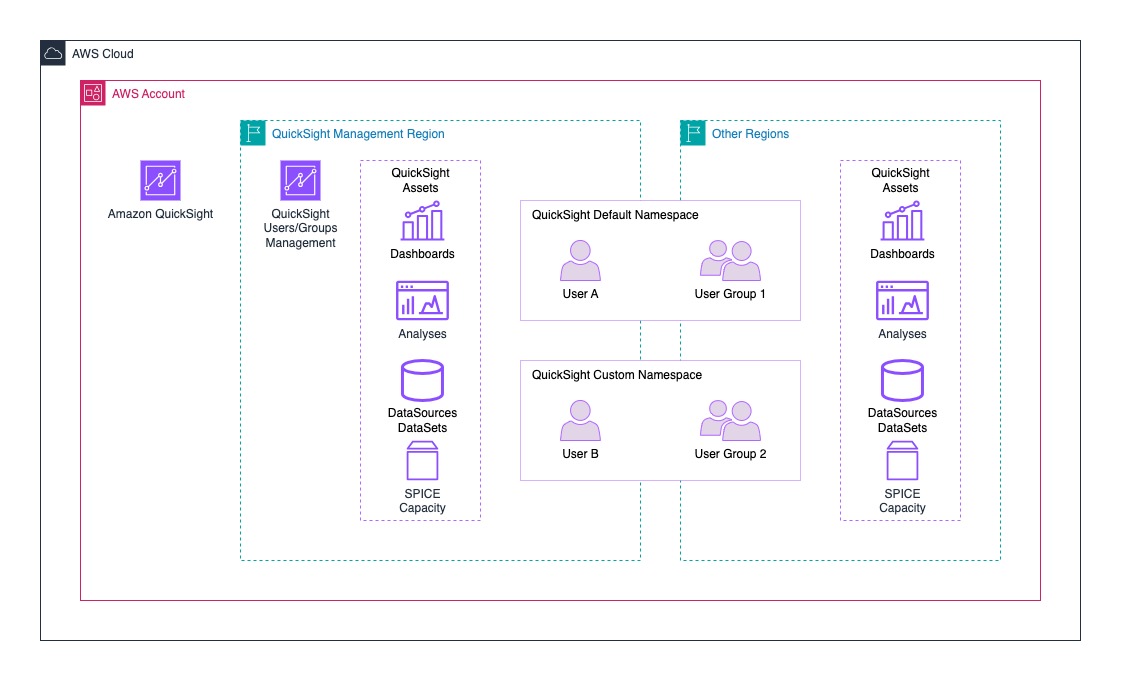 AWS Cloud
AWS Account
QuickSight Management Region
Other Regions
Amazon QuickSight
QuickSight
Users/Groups
Management
QuickSight
Assets
Dashboards
Analyses
DataSources
DataSets
SPICE
Capacity
QuickSight Default Namespace
User A
User Group 1
QuickSight Custom Namespace
User B
User Group 2
QuickSight
Assets
Dashboards
Analyses
DataSources
DataSets
SPICE
Capacity